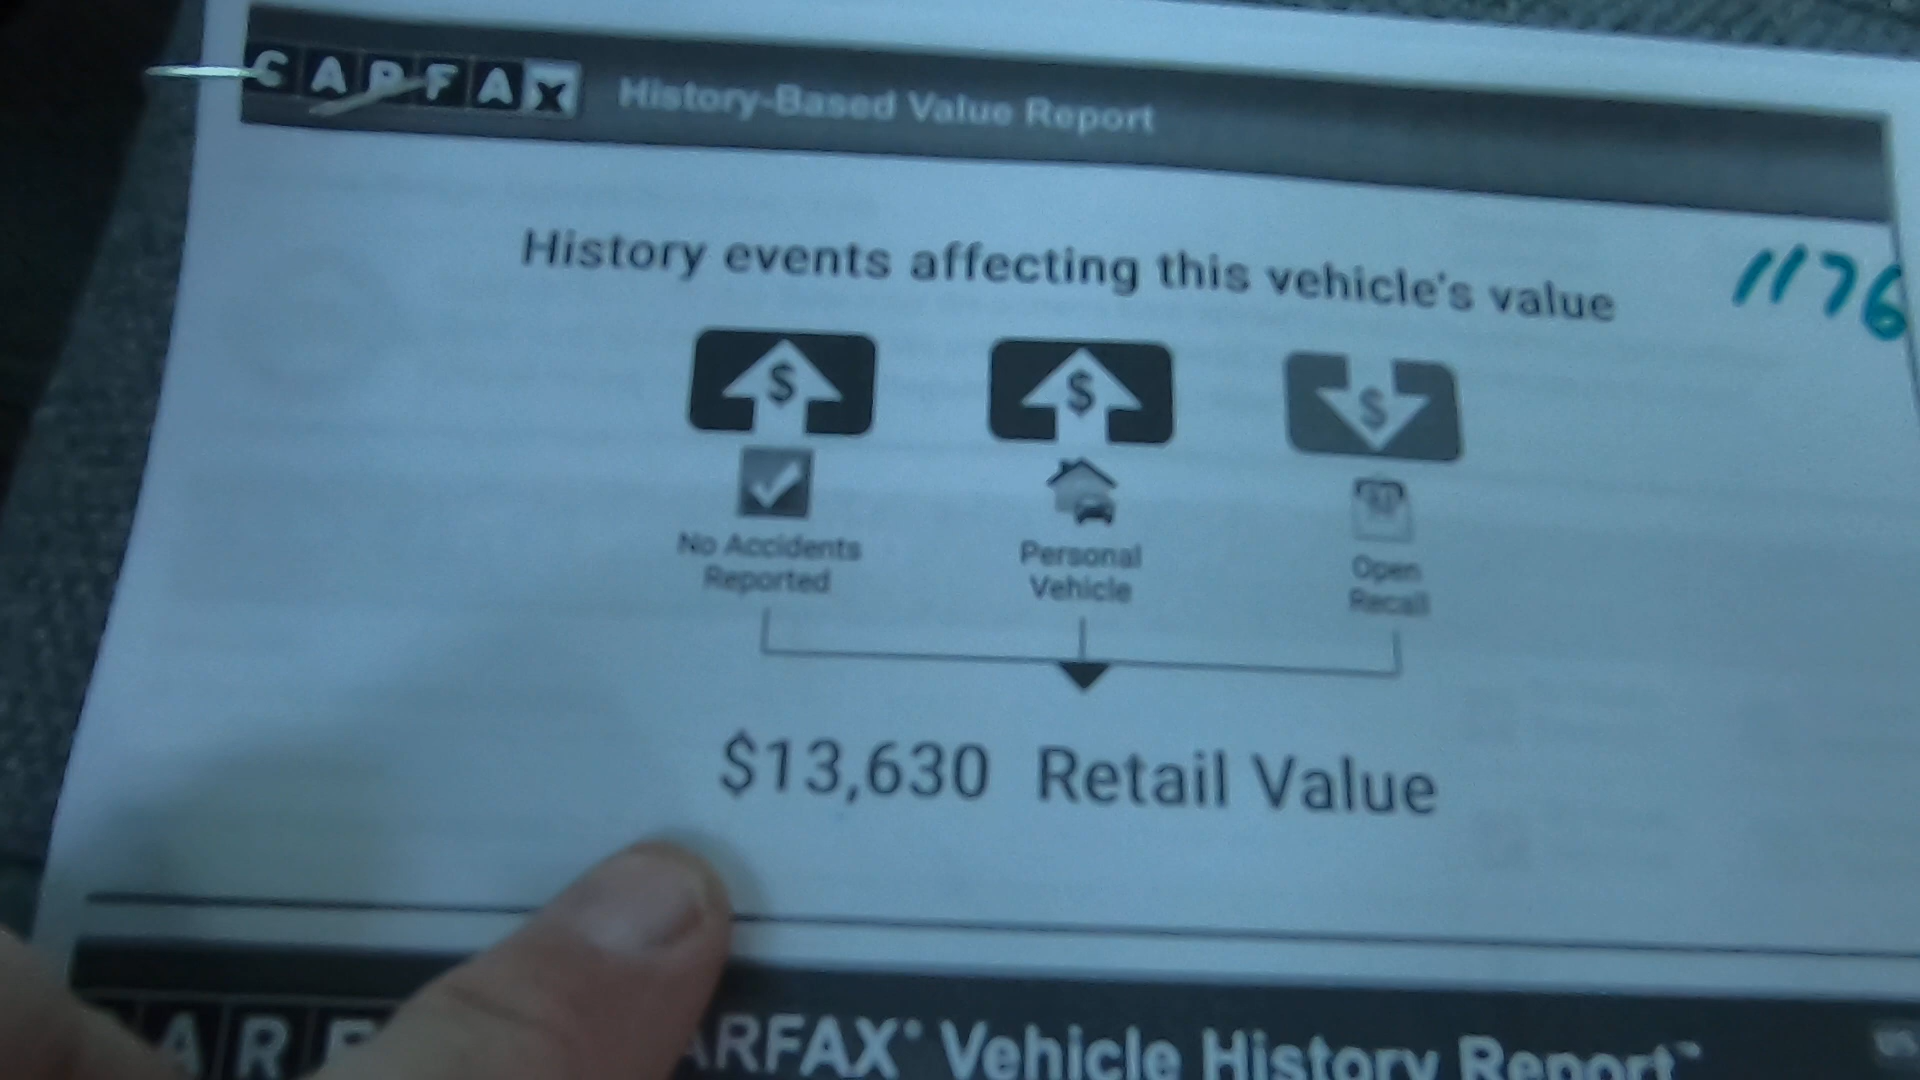 CARFAX History-Based Value Report
History events affecting this vehicle's value
1176
$ $ $
No Accidents
Reported
Personal
Vehicle
Open
Recall
$13,630 Retail Value
ARFAX Vehicle History Report™